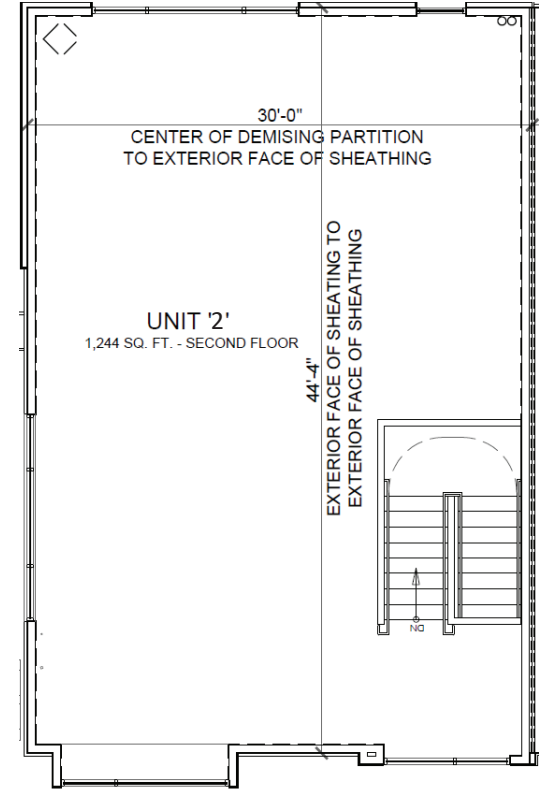 30'-0"
CENTER OF DEMISING PARTITION
TO EXTERIOR FACE OF SHEATHING
UNIT '2'
1,244 SQ. FT. - SECOND FLOOR
44'-4"
EXTERIOR FACE OF SHEATING TO
EXTERIOR FACE OF SHEATHING
DN